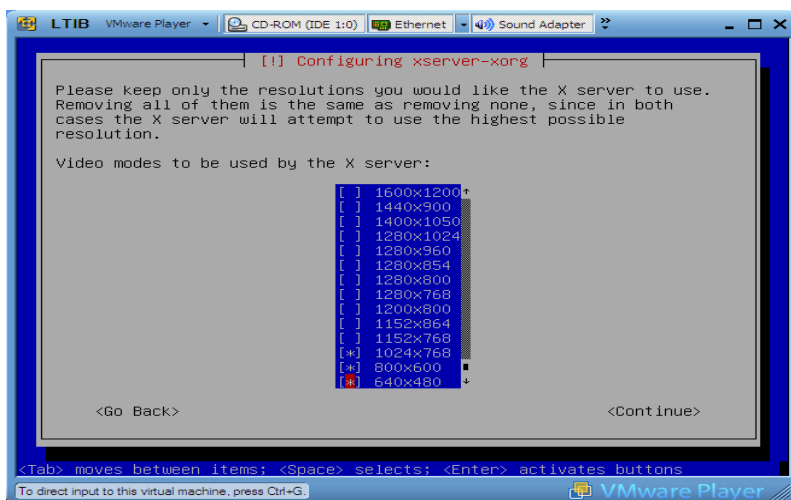 LTIB VMware Player CD-ROM (IDE 1:0) Ethernet Sound Adapter
[!] Configuring xserver-xorg
Please keep only the resolutions you would like the X server to use.
Removing all of them is the same as removing none, since in both
cases the X server will attempt to use the highest possible
resolution.
Video modes to be used by the X server:
[ ] 1600x1200
[ ] 1440x900
[ ] 1400x1050
[ ] 1280x1024
[ ] 1280x960
[ ] 1280x854
[ ] 1280x800
[ ] 1280x768
[ ] 1200x800
[ ] 1152x864
[ ] 1152x768
[*] 1024x768
[*] 800x600
[*] 640x480
<Go Back> <Continue>
<Tab> moves between items; <Space> selects; <Enter> activates buttons
To direct input to this virtual machine, press Ctrl+G. VMware Player